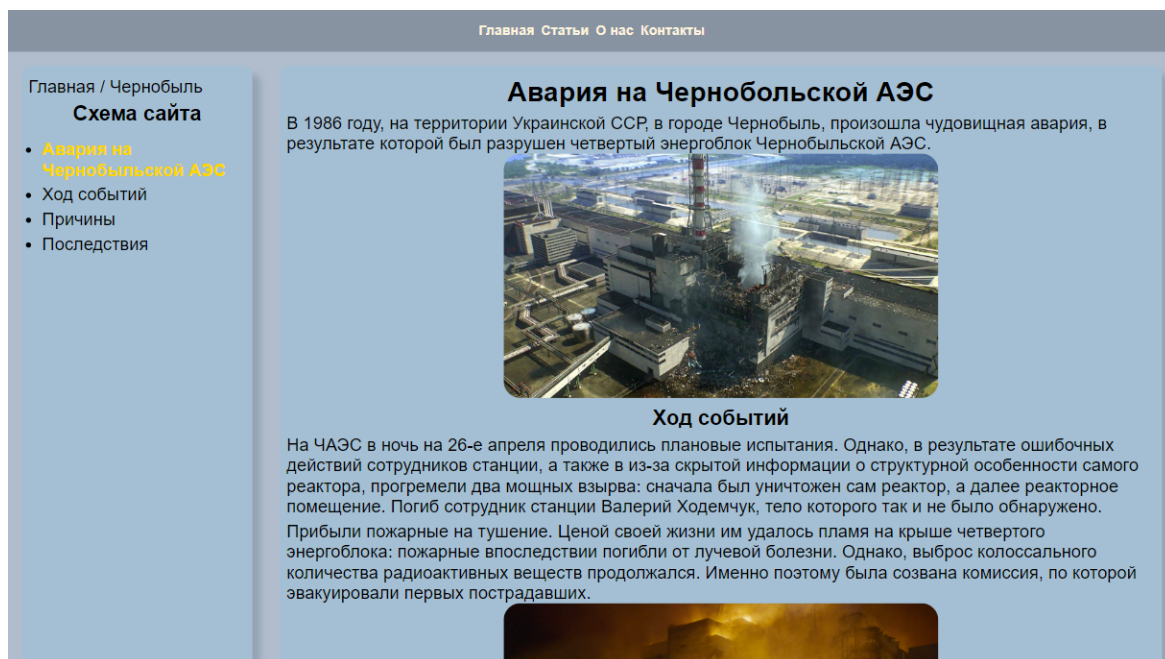 Главная Статьи О нас Контакты
Главная / Чернобыль
Схема сайта
Авария на
Чернобыльской АЭС
Ход событий
Причины
Последствия
Авария на Чернобольской АЭС
В 1986 году, на территории Украинской ССР, в городе Чернобыль, произошла чудовищная авария, в
результате которой был разрушен четвертый энергоблок Чернобыльской АЭС.
Ход событий
На ЧАЭС в ночь на 26-е апреля проводились плановые испытания. Однако, в результате ошибочных
действий сотрудников станции, а также в из-за скрытой информации о структурной особенности самого
реактора, прогремели два мощных взырва: сначала был уничтожен сам реактор, а далее реакторное
помещение. Погиб сотрудник станции Валерий Ходемчук, тело которого так и не было обнаружено.
Прибыли пожарные на тушение. Ценой своей жизни им удалось пламя на крыше четвертого
энергоблока: пожарные впоследствии погибли от лучевой болезни. Однако, выброс колоссального
количества радиоактивных веществ продолжался. Именно поэтому была созвана комиссия, по которой
эвакуировали первых пострадавших.